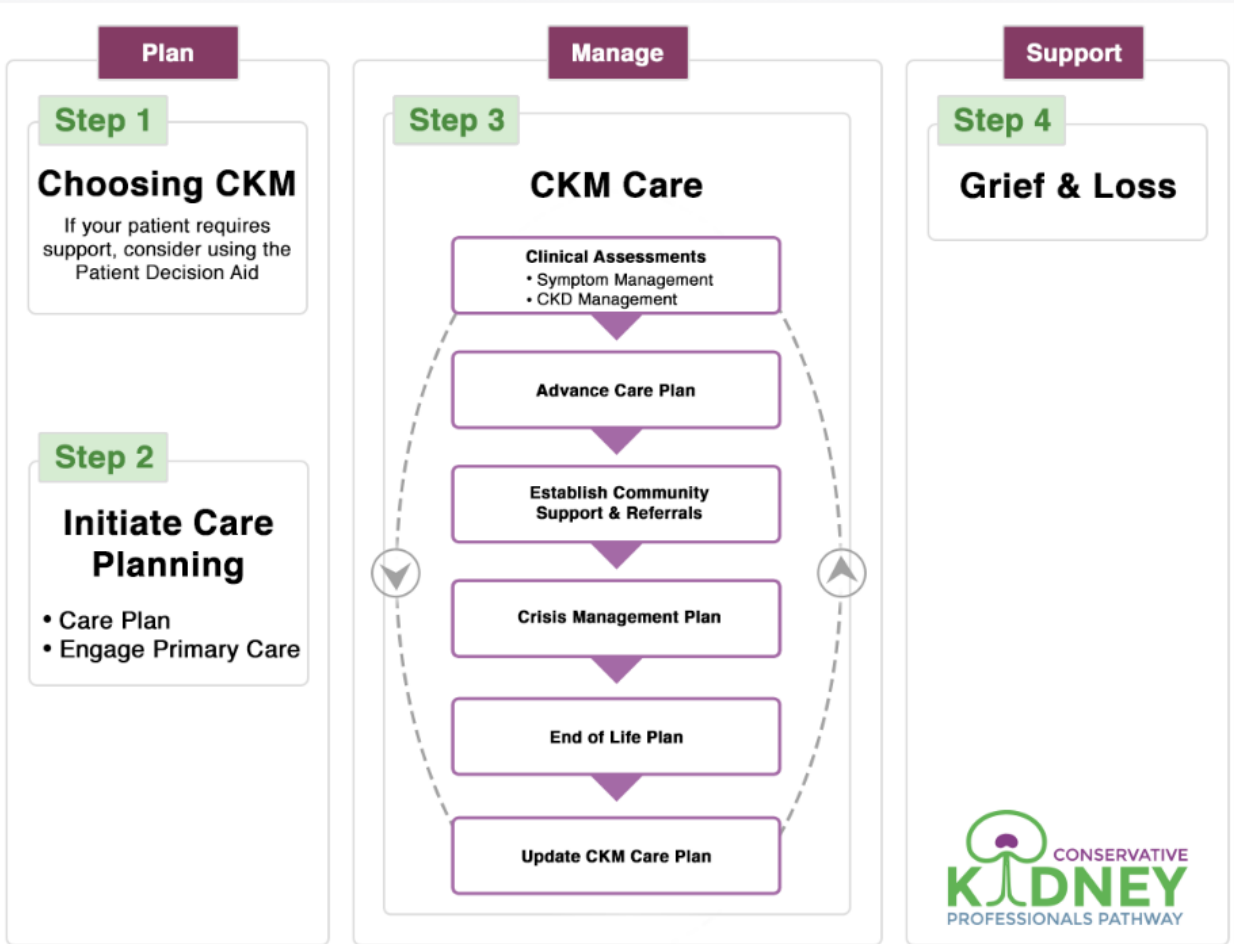 Plan
Step 1
Choosing CKM
If your patient requires
support, consider using the
Patient Decision Aid
Step 2
Initiate Care
Planning
• Care Plan
• Engage Primary Care
Manage
Step 3
CKM Care
Clinical Assessments
• Symptom Management
• CKD Management
Advance Care Plan
Establish Community
Support & Referrals
Crisis Management Plan
End of Life Plan
Update CKM Care Plan
Support
Step 4
Grief & Loss
CONSERVATIVE
KIDNEY
PROFESSIONALS PATHWAY